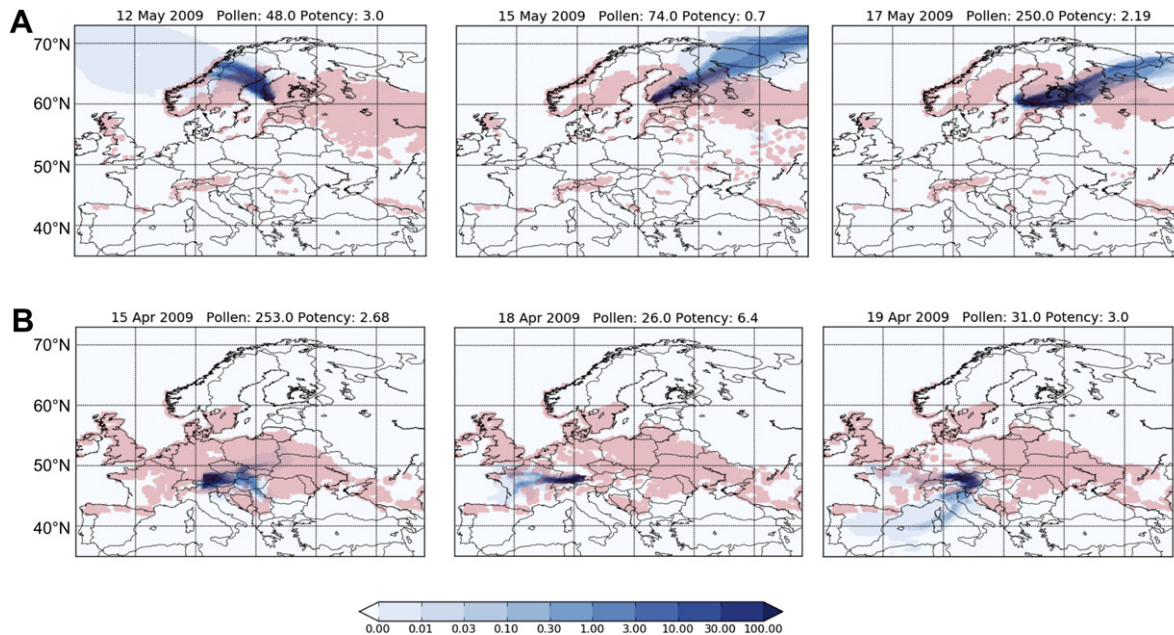 A
12 May 2009 Pollen: 48.0 Potency: 3.0
15 May 2009 Pollen: 74.0 Potency: 0.7
17 May 2009 Pollen: 250.0 Potency: 2.19
70°N
60°N
50°N
40°N
B
15 Apr 2009 Pollen: 253.0 Potency: 2.68
18 Apr 2009 Pollen: 26.0 Potency: 6.4
19 Apr 2009 Pollen: 31.0 Potency: 3.0
70°N
60°N
50°N
40°N
0.00 0.01 0.03 0.10 0.30 1.00 3.00 10.00 30.00 100.00